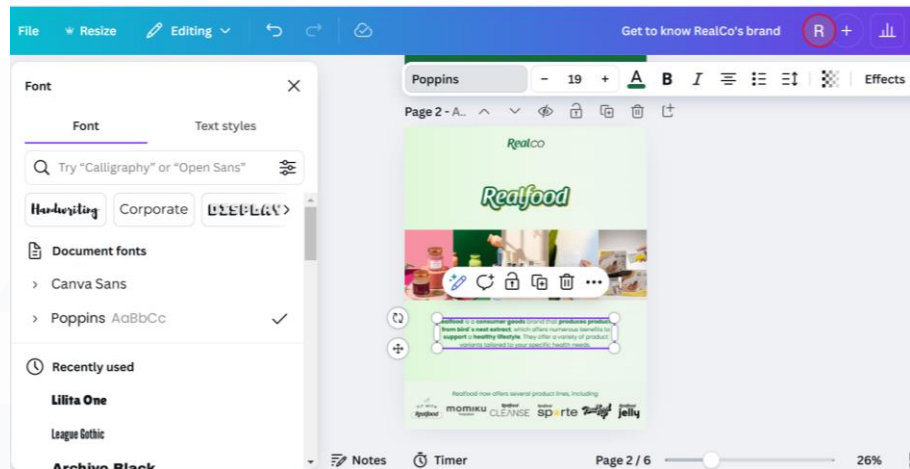 File Resize Editing Get to know RealCo's brand R +
Font
Font Text styles
Try "Calligraphy" or "Open Sans"
Handwriting Corporate DISPLAY
Document fonts
Canva Sans
Poppins AaBbCc
Recently used
Lilita One
League Gothic
Archivo Black
Poppins - 19 + A B I Effects
Page 2 - A..
Realco
Realfood
Realfood is a consumer goods brand that produces produc
from bird's nest extract, which offers numerous benefits to
support a healthy lifestyle. They offer a variety of product
variants tailored to your specific health needs.
Realfood now offers several product lines, including
Realfood momiku CLEANSE sporte jelly
Notes Timer Page 2 / 6 26%